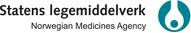 Statens legemiddelverk
Norwegian Medicines Agency